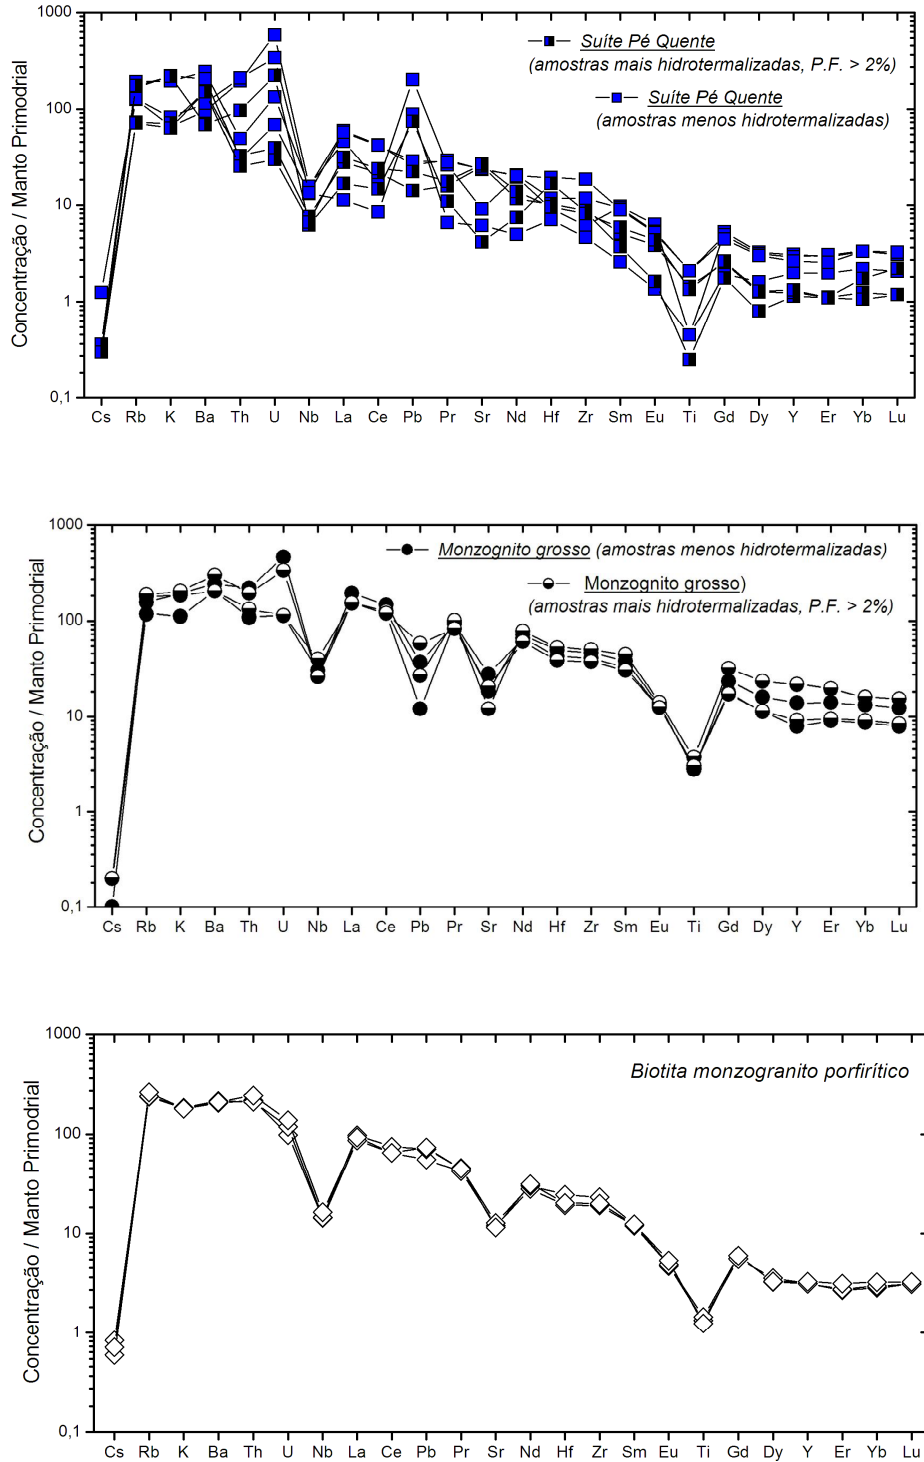 1000
100
10
1
0,1
Concentração / Manto Primodrial
Suíte Pé Quente
(amostras mais hidrotermalizadas, P.F. > 2%)
Suíte Pé Quente
(amostras menos hidrotermalizadas)
Cs Rb K Ba Th U Nb La Ce Pb Pr Sr Nd Hf Zr Sm Eu Ti Gd Dy Y Er Yb Lu
1000
100
10
1
0,1
Concentração / Manto Primodrial
Monzognito grosso (amostras menos hidrotermalizadas)
Monzognito grosso)
(amostras mais hidrotermalizadas, P.F. > 2%)
Cs Rb K Ba Th U Nb La Ce Pb Pr Sr Nd Hf Zr Sm Eu Ti Gd Dy Y Er Yb Lu
1000
100
10
1
0,1
Concentração / Manto Primodrial
Biotita monzogranito porfirítico
Cs Rb K Ba Th U Nb La Ce Pb Pr Sr Nd Hf Zr Sm Eu Ti Gd Dy Y Er Yb Lu